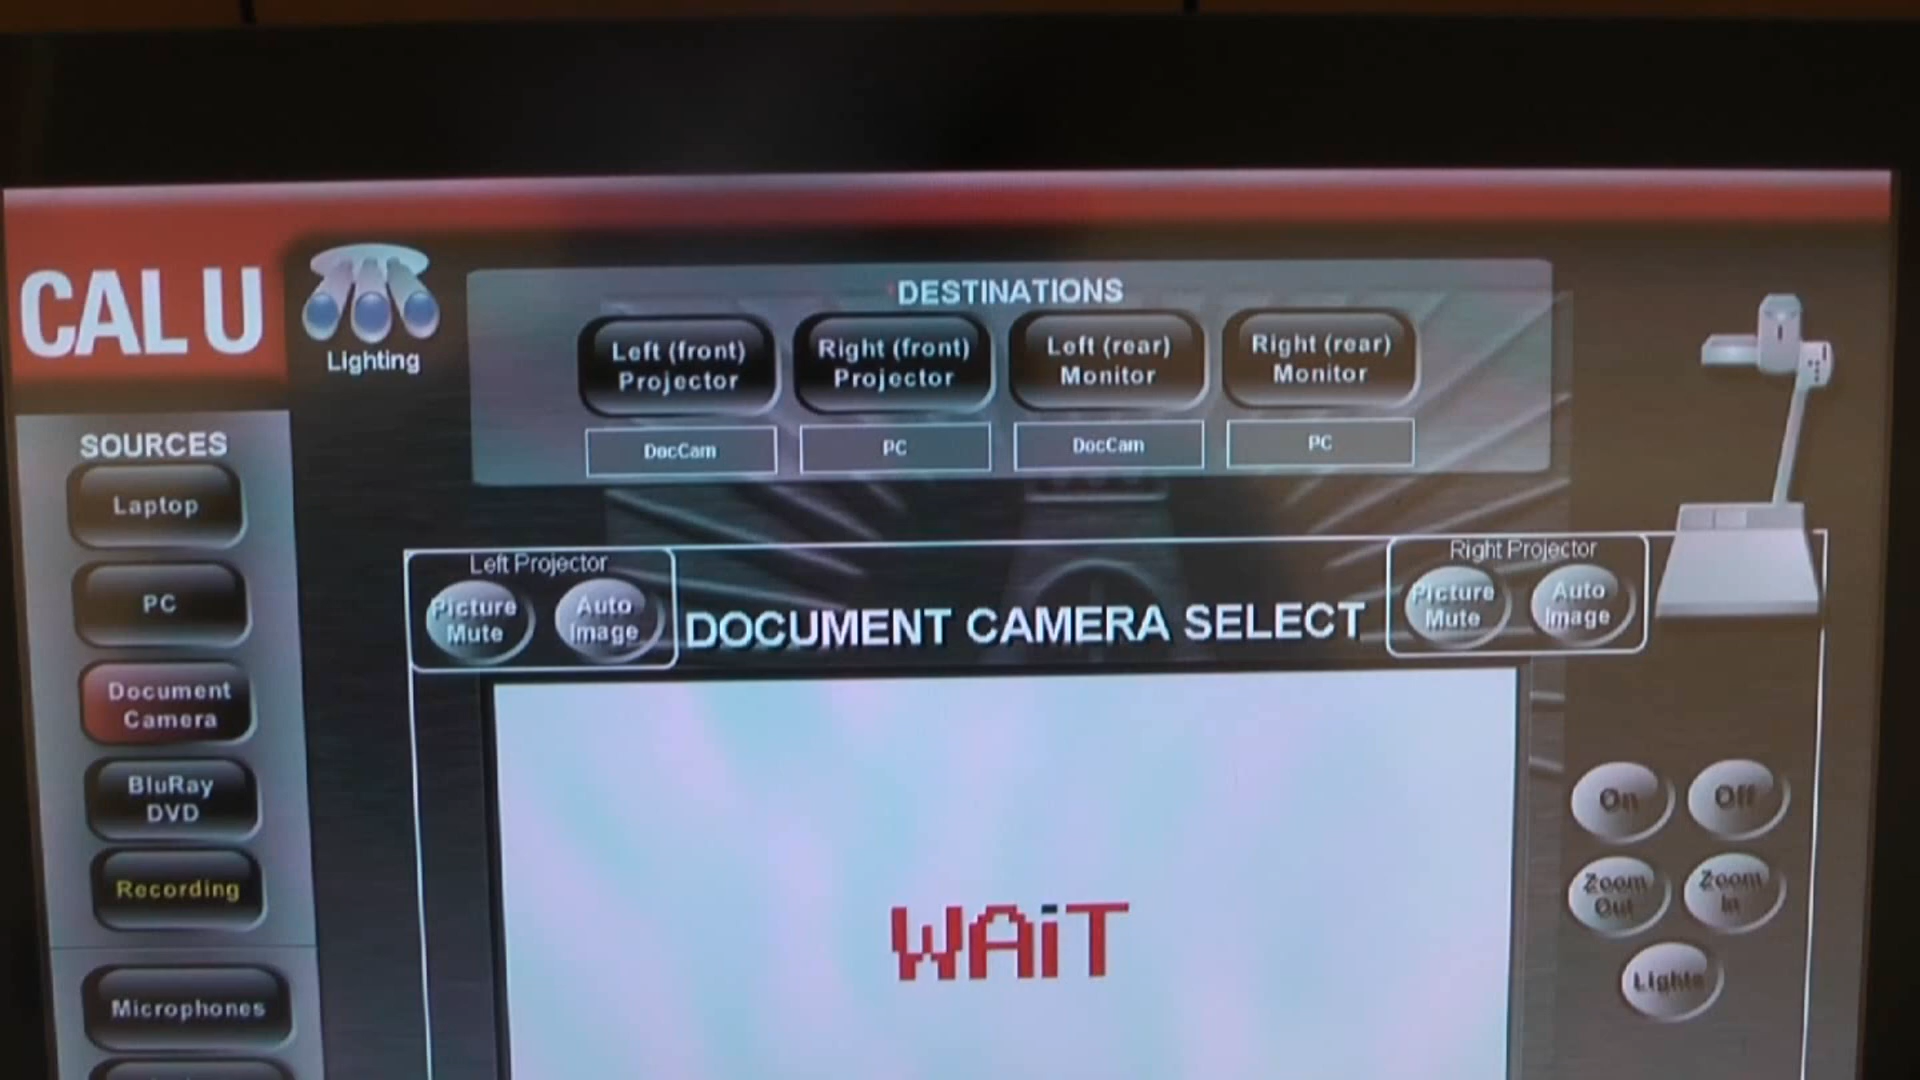 CAL U
Lighting
DESTINATIONS
Left (front)
Projector
Right (front)
Projector
Left (rear)
Monitor
Right (rear)
Monitor
DocCam
PC
DocCam
PC
SOURCES
Laptop
PC
Document
Camera
BluRay
DVD
Recording
Microphones
Left Projector
Picture
Mute
Auto
Image
DOCUMENT CAMERA SELECT
Right Projector
Picture
Mute
Auto
Image
WAiT
On
Off
Zoom
Out
Zoom
In
Lights